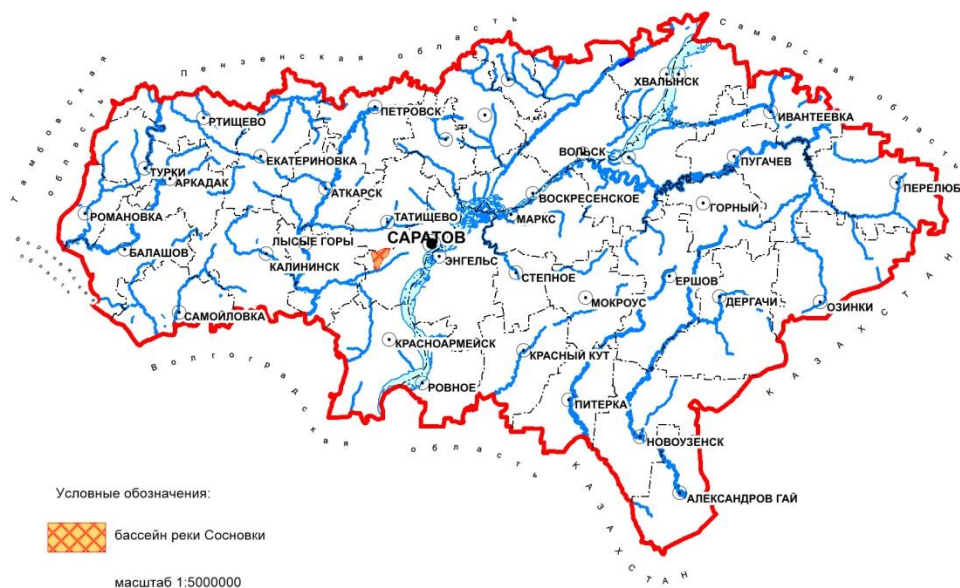 Пензенская область
Самарская область
Тамбовская область
ХВАЛЫНСК
ПЕТРОВСК
ИВАНТЕЕВКА
РТИЩЕВО
ВОЛЬСК
ЕКАТЕРИНОВКА
ПУГАЧЕВ
ТУРКИ
АРКАДАК
АТКАРСК
ПЕРЕЛЮБ
ВОСКРЕСЕНСКОЕ
ГОРНЫЙ
РОМАНОВКА
ТАТИЩЕВО
МАРКС
САРАТОВ
ЛЫСЫЕ ГОРЫ
БАЛАШОВ
КАЛИНИНСК
ЭНГЕЛЬС
СТЕПНОЕ
ЕРШОВ
МОКРОУС
ДЕРГАЧИ
ОЗИНКИ
САМОЙЛОВКА
КРАСНОАРМЕЙСК
КРАСНЫЙ КУТ
РОВНОЕ
ПИТЕРКА
НОВОУЗЕНСК
АЛЕКСАНДРОВ ГАЙ
Волгоградская область
КАЗАХСТАН
КАЗАХСТАН
Условные обозначения:
бассейн реки Сосновки
масштаб 1:5000000